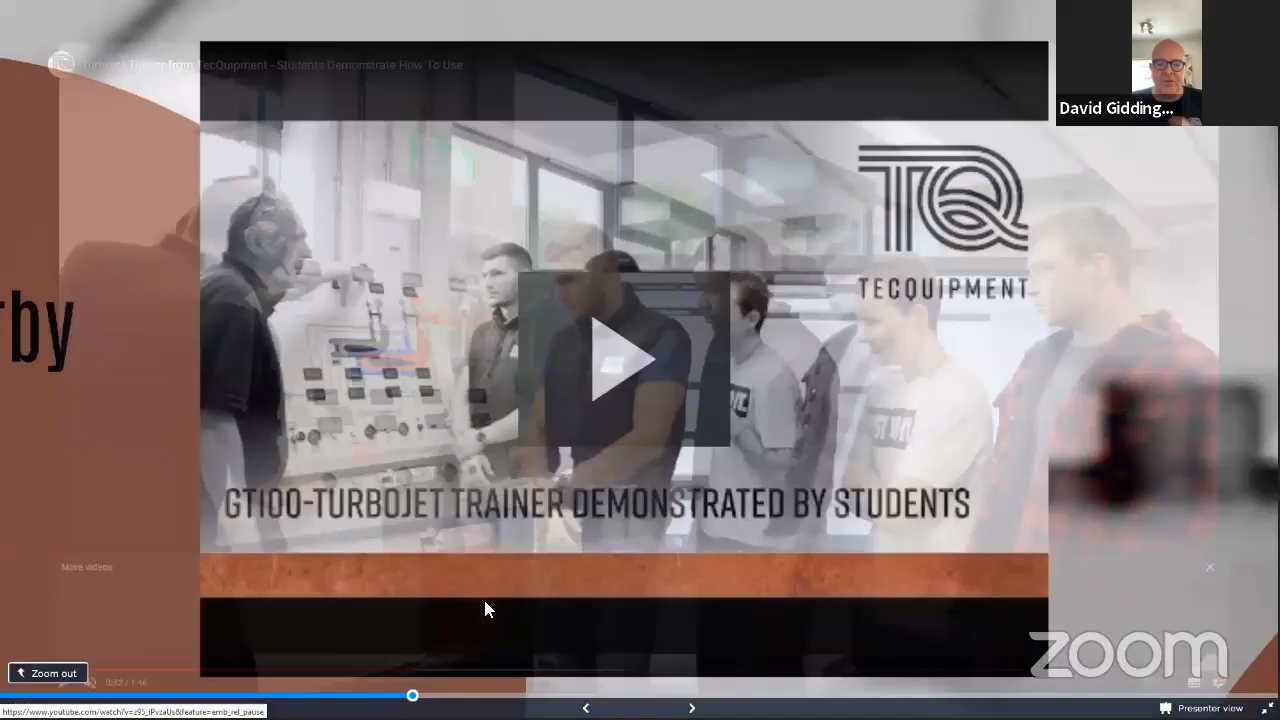 Turbojet Trainer from TecQuipment - Students Demonstrate How To Use
David Gidding...
TQ
TECQUIPMENT
rby
GT100-TURBOJET TRAINER DEMONSTRATED BY STUDENTS
More videos
zoom
Zoom out
0:32 / 1:46
https://www.youtube.com/watch?v=z95_iPvzaUs&feature=emb_rel_pause
Presenter view